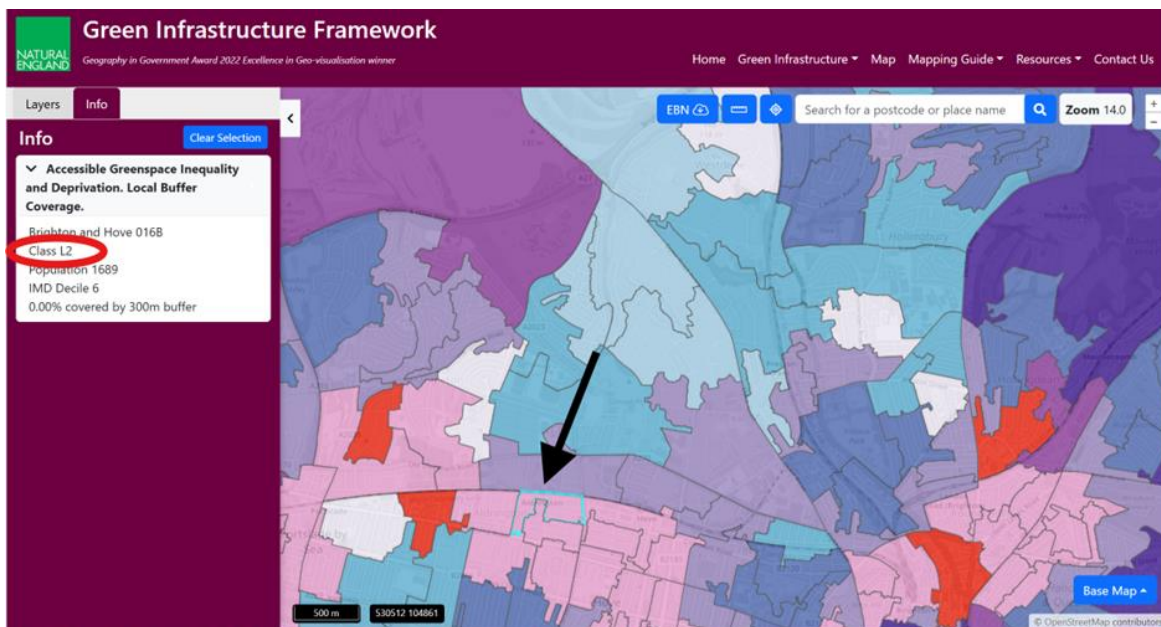 Green Infrastructure Framework
NATURAL
ENGLAND
Geography in Government Award 2022 Excellence in Geo-visualisation winner
Home Green Infrastructure Map Mapping Guide Resources Contact Us
Layers Info
EBN
Search for a postcode or place name
Zoom 14.0
+
−
Info
Clear Selection
Accessible Greenspace Inequality
and Deprivation. Local Buffer
Coverage.
Brighton and Hove 016B
Class L2
Population 1689
IMD Decile 6
0.00% covered by 300m buffer
Hollingbury
A2023
500 m
530512 104861
Base Map
© OpenStreetMap contributors